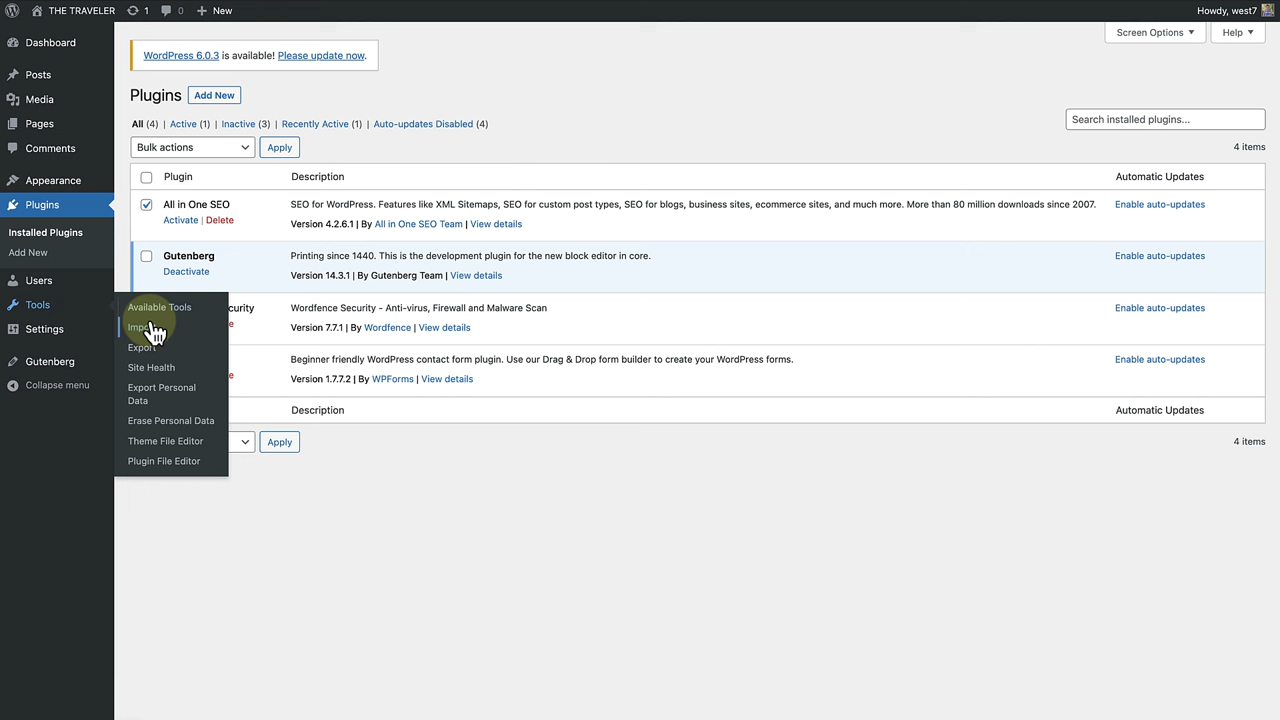 THE TRAVELER 1 0 New Howdy, west7
Screen Options Help
Dashboard
Posts
Media
Pages
Comments
Appearance
Plugins
Installed Plugins
Add New
Users
Tools
Settings
Gutenberg
Collapse menu
Available Tools
Export
Site Health
Export Personal
Data
Erase Personal Data
Theme File Editor
Plugin File Editor
WordPress 6.0.3 is available! Please update now.
Plugins Add New
All (4) | Active (1) | Inactive (3) | Recently Active (1) | Auto-updates Disabled (4)
Search installed plugins...
Bulk actions Apply 4 items
Plugin Description Automatic Updates
All in One SEO SEO for WordPress. Features like XML Sitemaps, SEO for custom post types, SEO for blogs, business sites, ecommerce sites, and much more. More than 80 million downloads since 2007. Enable auto-updates
Activate | Delete Version 4.2.6.1 | By All in One SEO Team | View details
Gutenberg Printing since 1440. This is the development plugin for the new block editor in core. Enable auto-updates
Deactivate Version 14.3.1 | By Gutenberg Team | View details
Wordfence Security - Anti-virus, Firewall and Malware Scan Enable auto-updates
Version 7.7.1 | By Wordfence | View details
Beginner friendly WordPress contact form plugin. Use our Drag & Drop form builder to create your WordPress forms. Enable auto-updates
Version 1.7.7.2 | By WPForms | View details
Description Automatic Updates
Apply 4 items